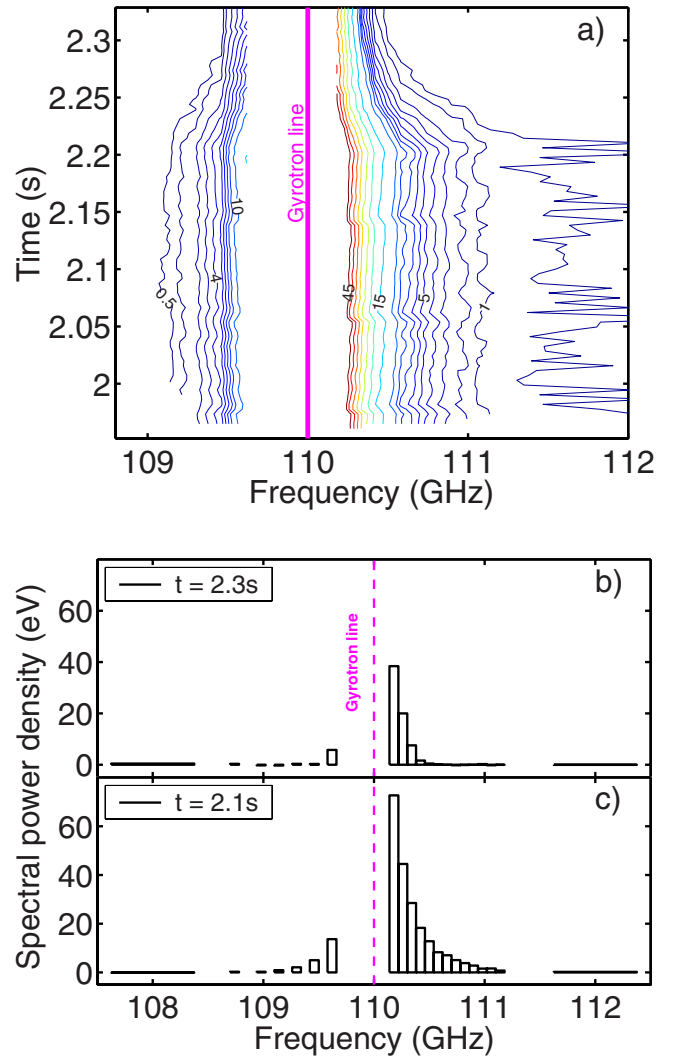 a)
2.3
2.25
2.2
2.15
2.1
2.05
2
Time (s)
Gyrotron line
10
4
0.5
45
15
5
1
109
110
111
112
Frequency (GHz)
t = 2.3s
b)
60
40
20
0
Gyrotron line
t = 2.1s
c)
60
40
20
0
Spectral power density (eV)
108
109
110
111
112
Frequency (GHz)